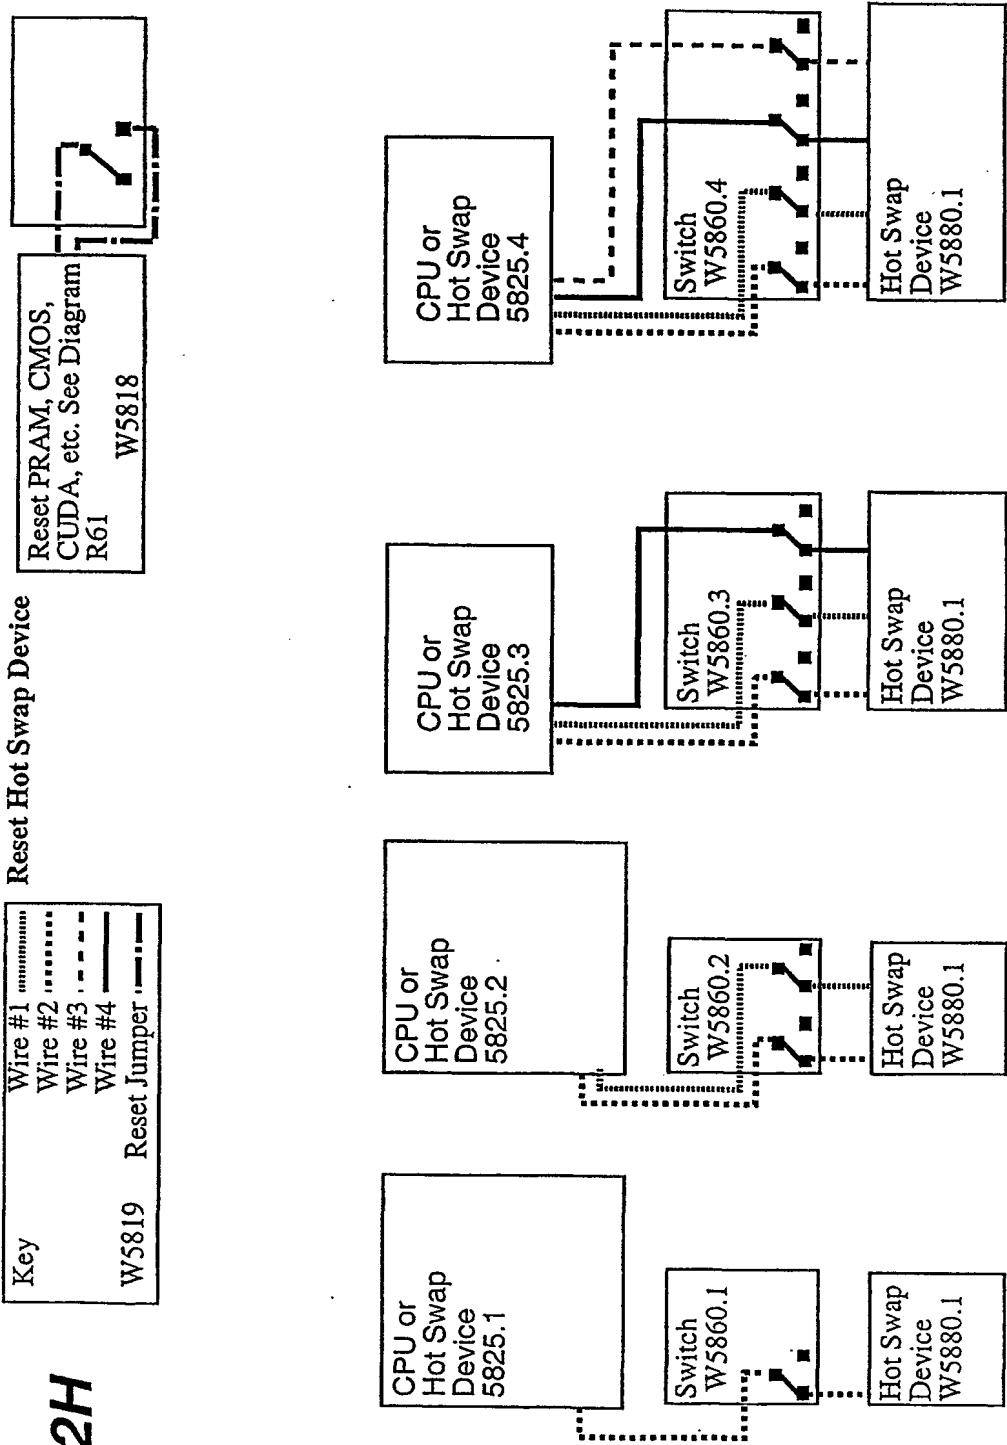 2H
Key
Wire #1
Wire #2
Wire #3
Wire #4
W5819 Reset Jumper
Reset Hot Swap Device
Reset PRAM, CMOS,
CUDA, etc. See Diagram
R61
W5818
CPU or
Hot Swap
Device
5825.1
Switch
W5860.1
Hot Swap
Device
W5880.1
CPU or
Hot Swap
Device
5825.2
Switch
W5860.2
Hot Swap
Device
W5880.1
CPU or
Hot Swap
Device
5825.3
Switch
W5860.3
Hot Swap
Device
W5880.1
CPU or
Hot Swap
Device
5825.4
Switch
W5860.4
Hot Swap
Device
W5880.1